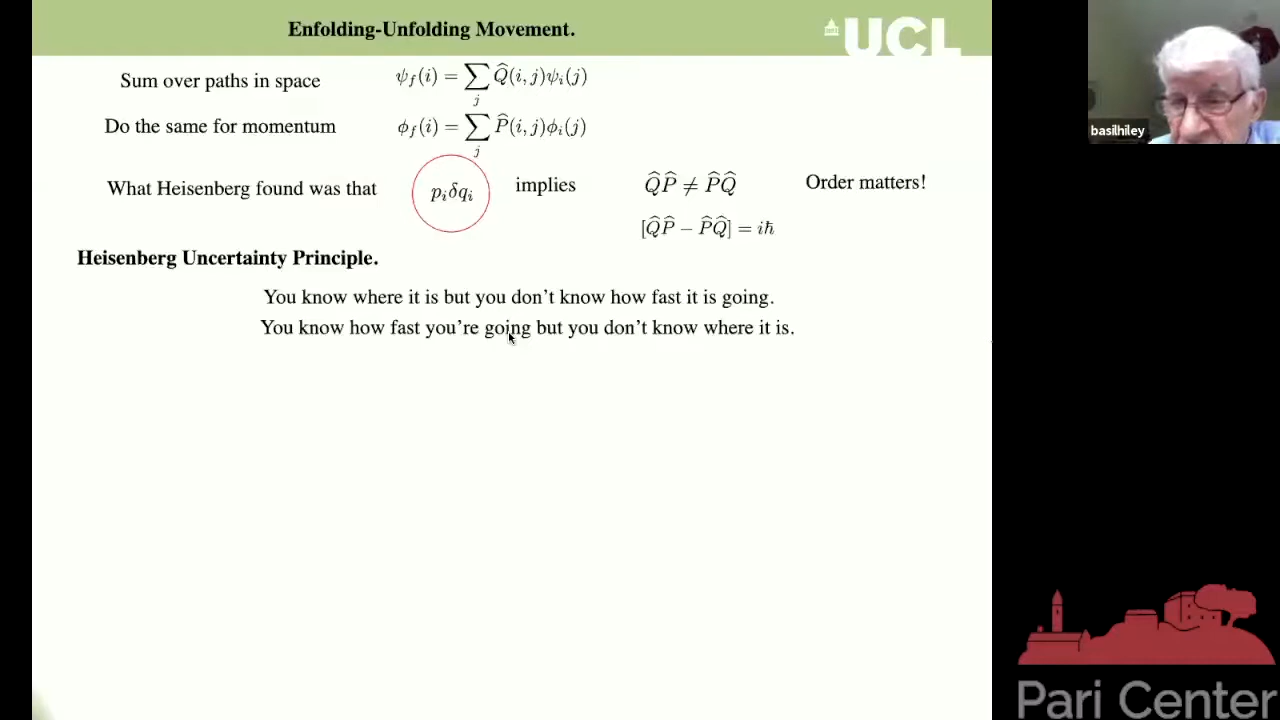 Enfolding-Unfolding Movement.
UCL
Sum over paths in space ψ_f(i) = ∑_j Q̂(i,j)ψ_i(j)
Do the same for momentum φ_f(i) = ∑_j P̂(i,j)φ_i(j)
What Heisenberg found was that p_iδq_i implies Q̂P̂ ≠ P̂Q̂ Order matters!
[Q̂P̂ − P̂Q̂] = iħ
Heisenberg Uncertainty Principle.
You know where it is but you don't know how fast it is going.
You know how fast you're going but you don't know where it is.
basilhiley
Pari Center